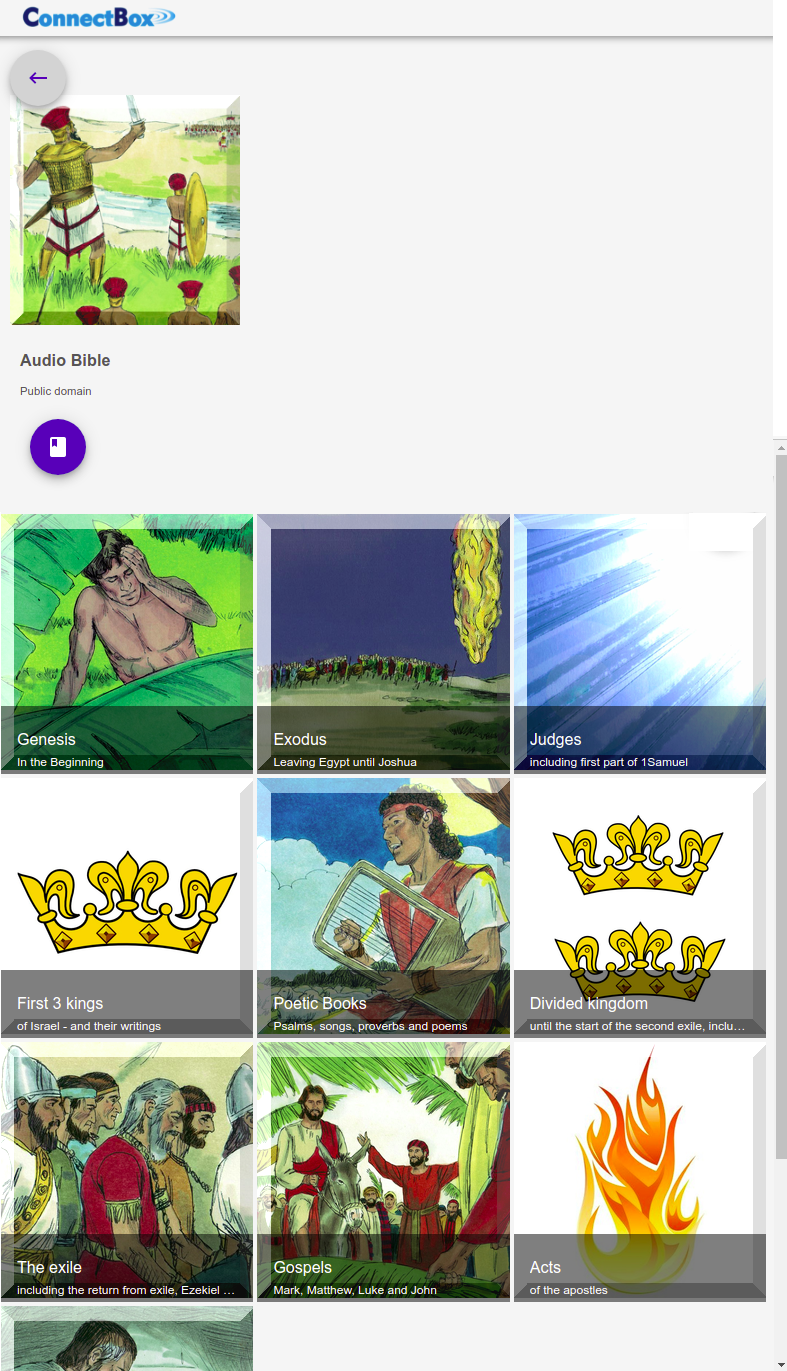 ConnectBox
Audio Bible
Public domain
Genesis
In the Beginning
Exodus
Leaving Egypt until Joshua
Judges
including first part of 1Samuel
First 3 kings
of Israel - and their writings
Poetic Books
Psalms, songs, proverbs and poems
Divided kingdom
until the start of the second exile, inclu…
The exile
including the return from exile, Ezekiel …
Gospels
Mark, Matthew, Luke and John
Acts
of the apostles